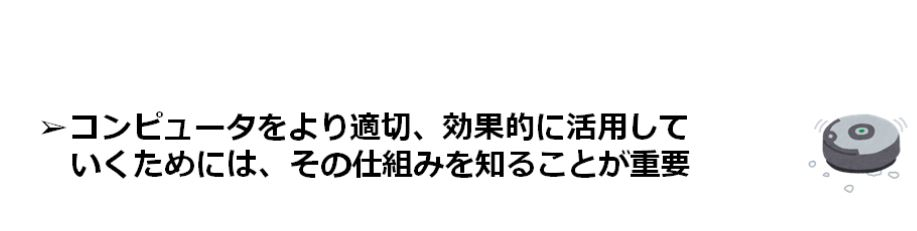 ➢コンピュータをより適切、効果的に活用して
いくためには、その仕組みを知ることが重要